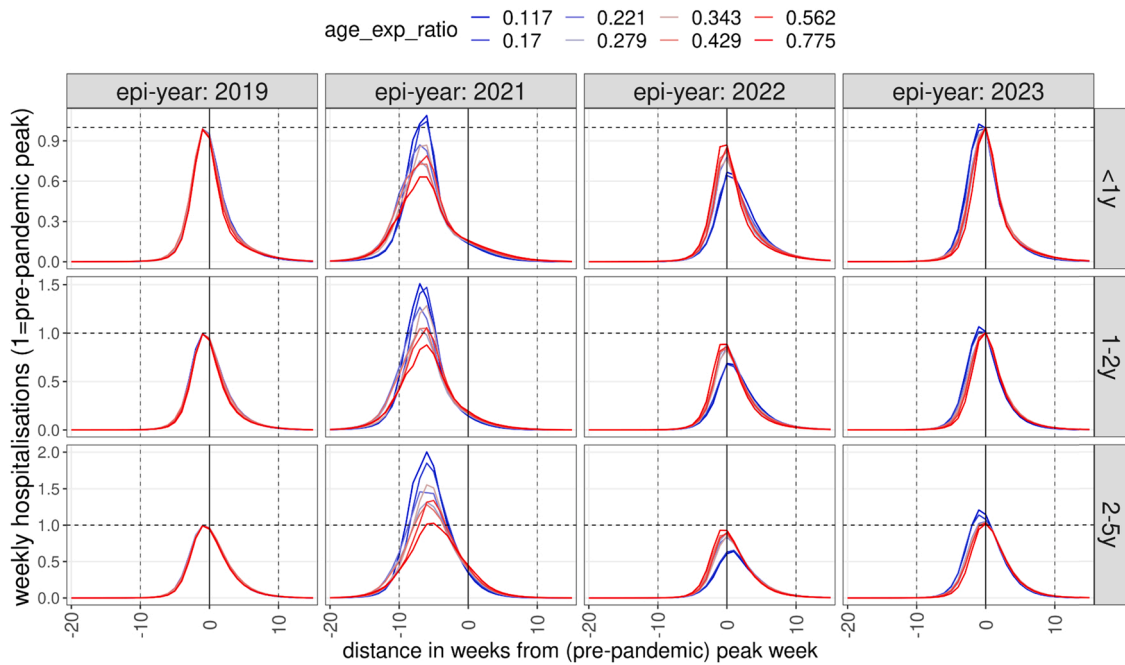 age_exp_ratio
0.117 0.221 0.343 0.562
0.17 0.279 0.429 0.775
epi-year: 2019 epi-year: 2021 epi-year: 2022 epi-year: 2023
weekly hospitalisations (1=pre-pandemic peak)
0.9
0.6
0.3
0.0
<1y
1.5
1.0
0.5
0.0
1-2y
2.0
1.5
1.0
0.5
0.0
2-5y
-20 -10 0 10 -20 -10 0 10 -20 -10 0 10 -20 -10 0 10
distance in weeks from (pre-pandemic) peak week